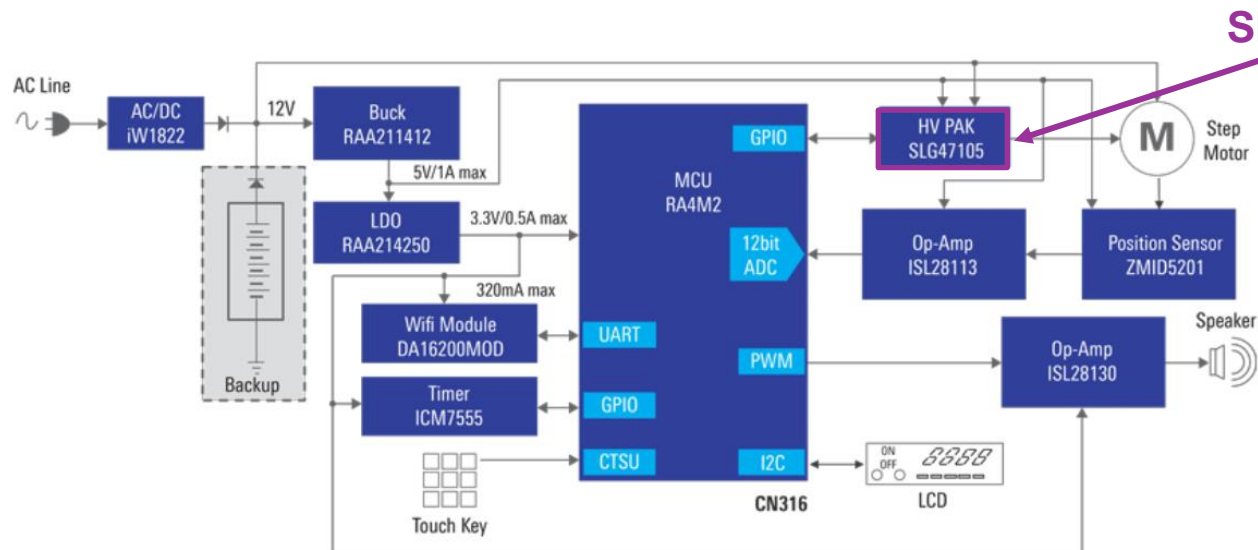 S
AC Line
AC/DC
iW1822
12V
Buck
RAA211412
5V/1A max
LDO
RAA214250
3.3V/0.5A max
320mA max
Wifi Module
DA16200MOD
Timer
ICM7555
Touch Key
Backup
MCU
RA4M2
GPIO
12bit
ADC
UART
PWM
GPIO
CTSU
I2C
CN316
HV PAK
SLG47105
M
Step
Motor
Op-Amp
ISL28113
Position Sensor
ZMID5201
Op-Amp
ISL28130
Speaker
ON
OFF
8888
LCD